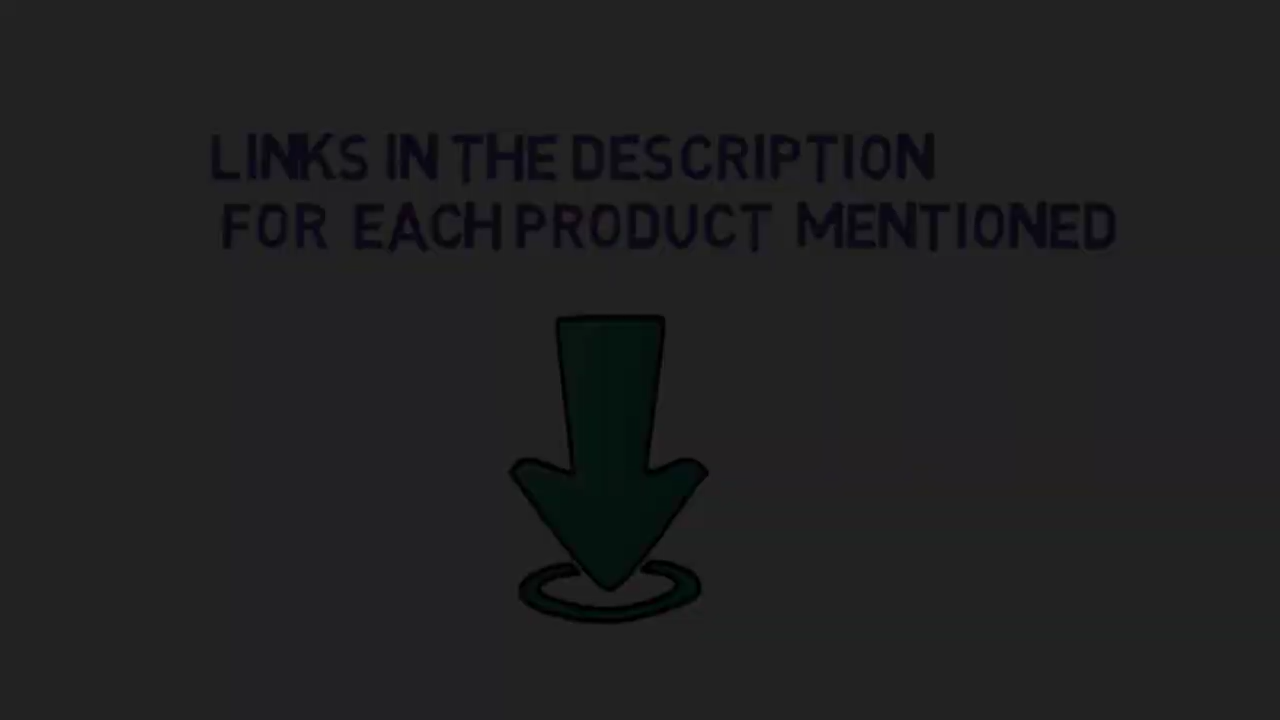 LINKS IN THE DESCRIPTION
FOR EACH PRODUCT MENTIONED